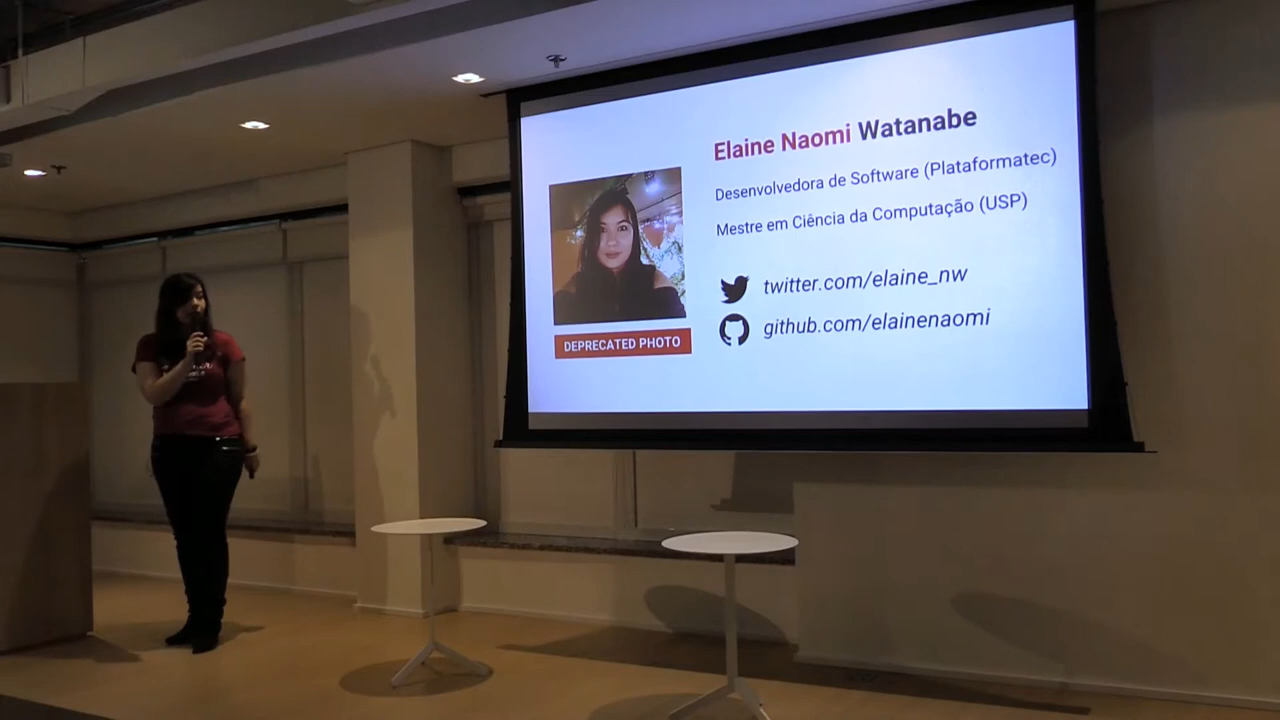 Elaine Naomi Watanabe
Desenvolvedora de Software (Plataformatec)
Mestre em Ciência da Computação (USP)
twitter.com/elaine_nw
github.com/elainenaomi
DEPRECATED PHOTO